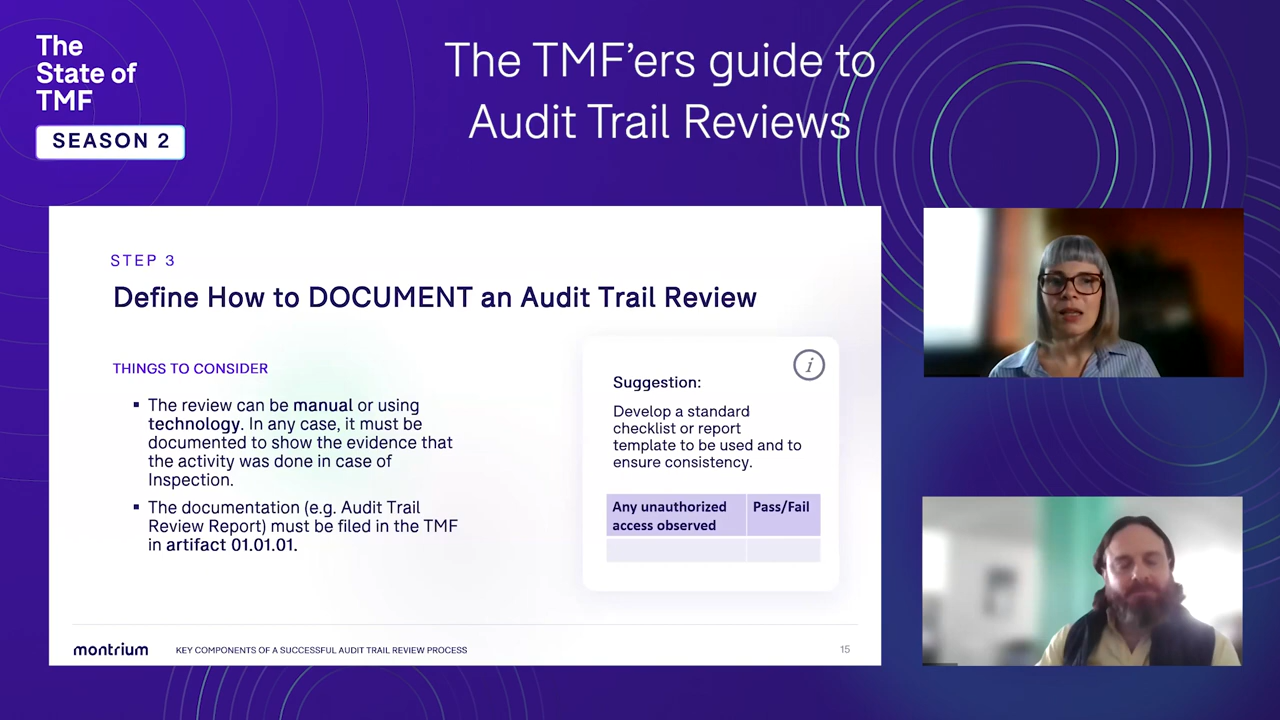 The
State of
TMF
SEASON 2
The TMF’ers guide to
Audit Trail Reviews
STEP 3
Define How to DOCUMENT an Audit Trail Review
THINGS TO CONSIDER
▪ The review can be manual or using
technology. In any case, it must be
documented to show the evidence that
the activity was done in case of
Inspection.
▪ The documentation (e.g. Audit Trail
Review Report) must be filed in the TMF
in artifact 01.01.01.
i
Suggestion:
Develop a standard
checklist or report
template to be used and to
ensure consistency.
Any unauthorized
access observed
Pass/Fail
montrium
KEY COMPONENTS OF A SUCCESSFUL AUDIT TRAIL REVIEW PROCESS
15